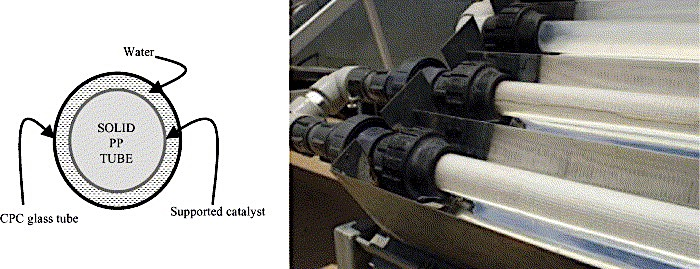 Water
SOLID
PP
TUBE
CPC glass tube
Supported catalyst